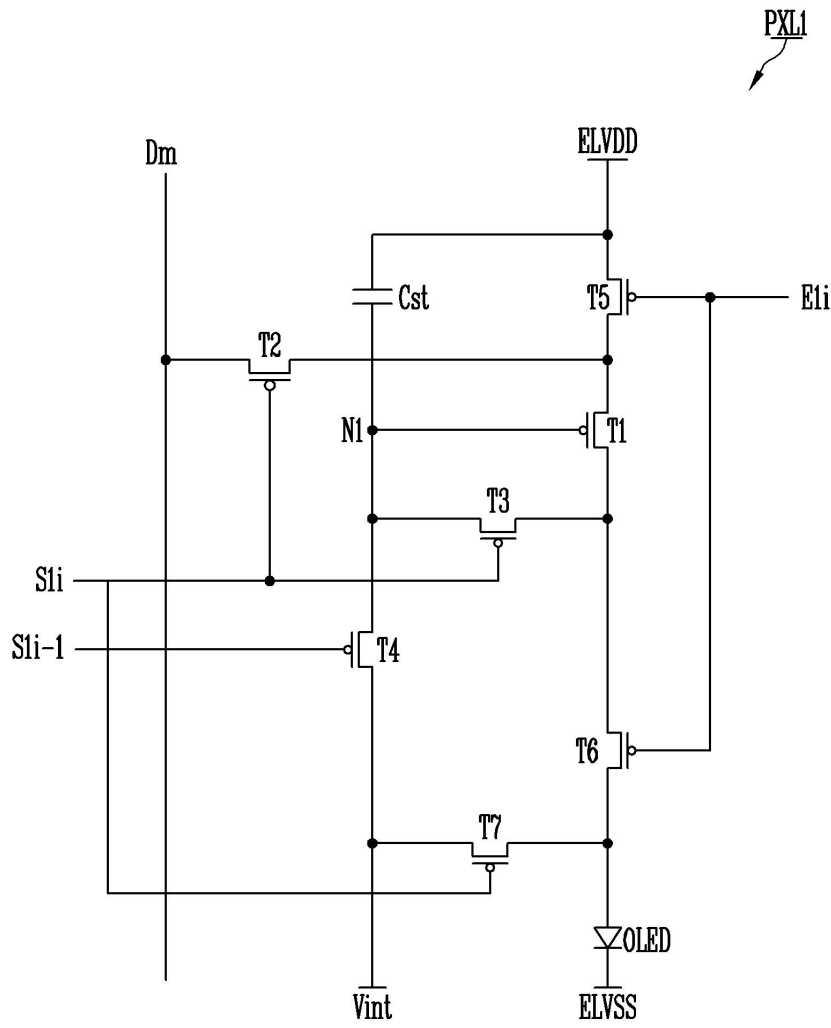 PXL1
Dm
ELVDD
Cst
T5
E1i
T2
N1
T1
T3
S1i
S1i-1
T4
T6
T7
OLED
Vint
ELVSS